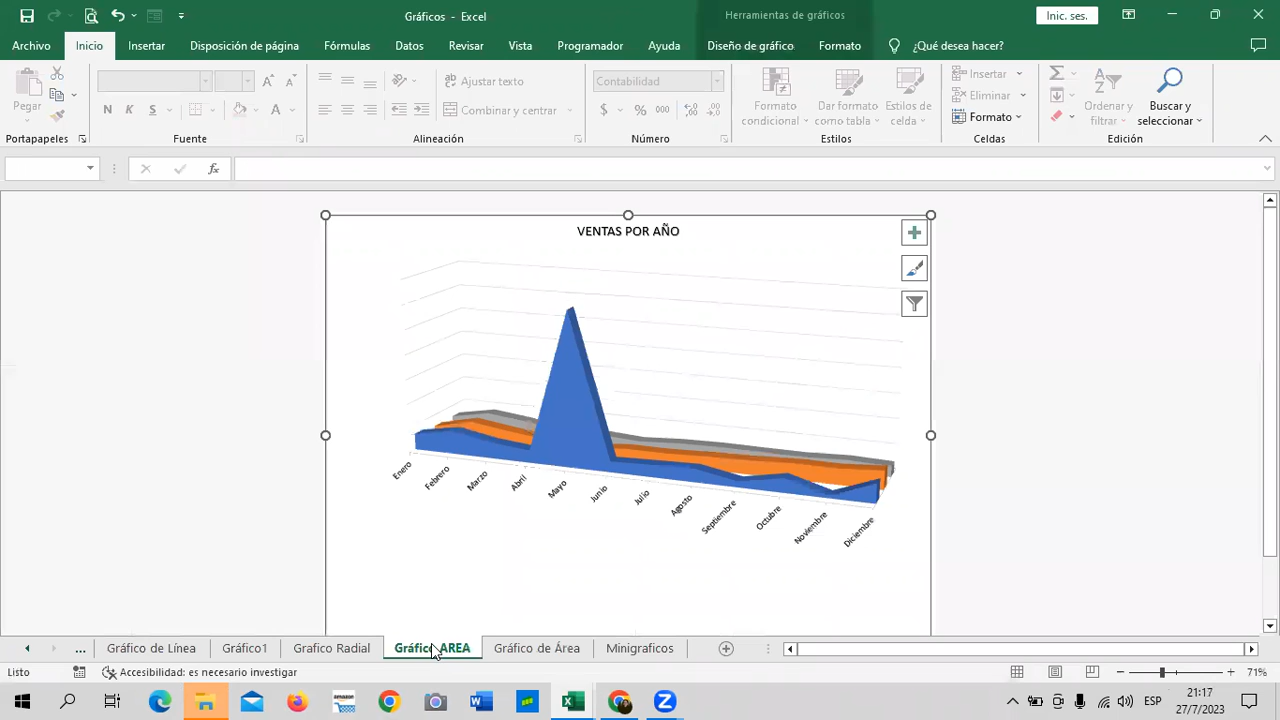 Gráficos - Excel
Herramientas de gráficos
Inic. ses.
Archivo
Inicio
Insertar
Disposición de página
Fórmulas
Datos
Revisar
Vista
Programador
Ayuda
Diseño de gráfico
Formato
¿Qué desea hacer?
Pegar
N K S
A
Ajustar texto
Combinar y centrar
Contabilidad
$ % 000
Formato condicional
Dar formato como tabla
Estilos de celda
Insertar
Eliminar
Formato
Ordenar y filtrar
Buscar y seleccionar
Portapapeles
Fuente
Alineación
Número
Estilos
Celdas
Edición
fx
VENTAS POR AÑO
Enero
Febrero
Marzo
Abril
Mayo
Junio
Julio
Agosto
Septiembre
Octubre
Noviembre
Diciembre
...
Gráfico de Línea
Gráfico1
Grafico Radial
Gráfico AREA
Gráfico de Área
Minigraficos
Listo
Accesibilidad: es necesario investigar
71%
ESP
21:17
27/7/2023